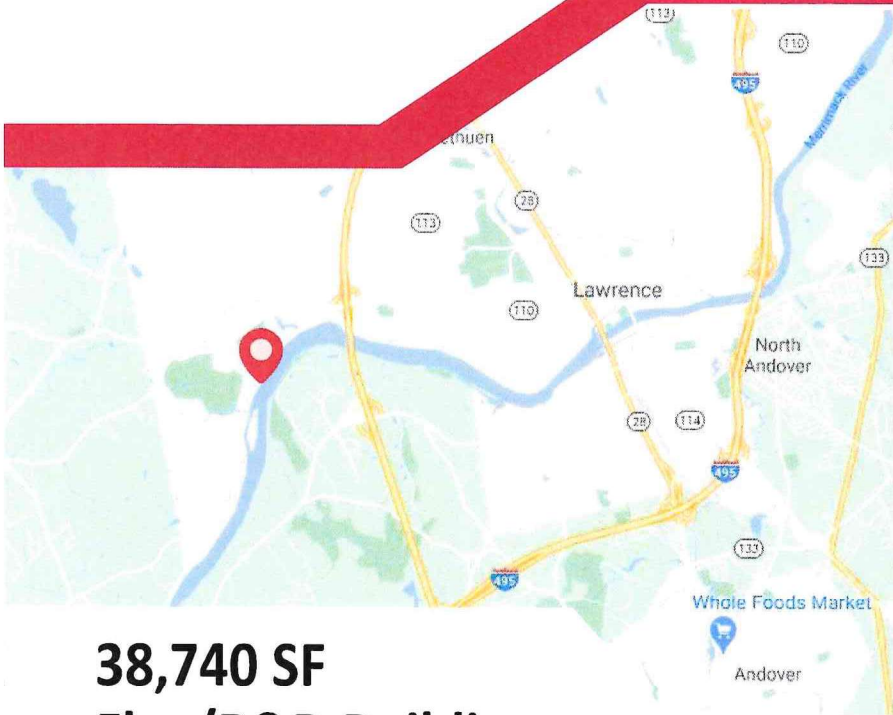 113
110
495
Merrimack River
ethuen
28
113
133
Lawrence
110
North
Andover
28
114
495
133
495
Whole Foods Market
Andover
38,740 SF